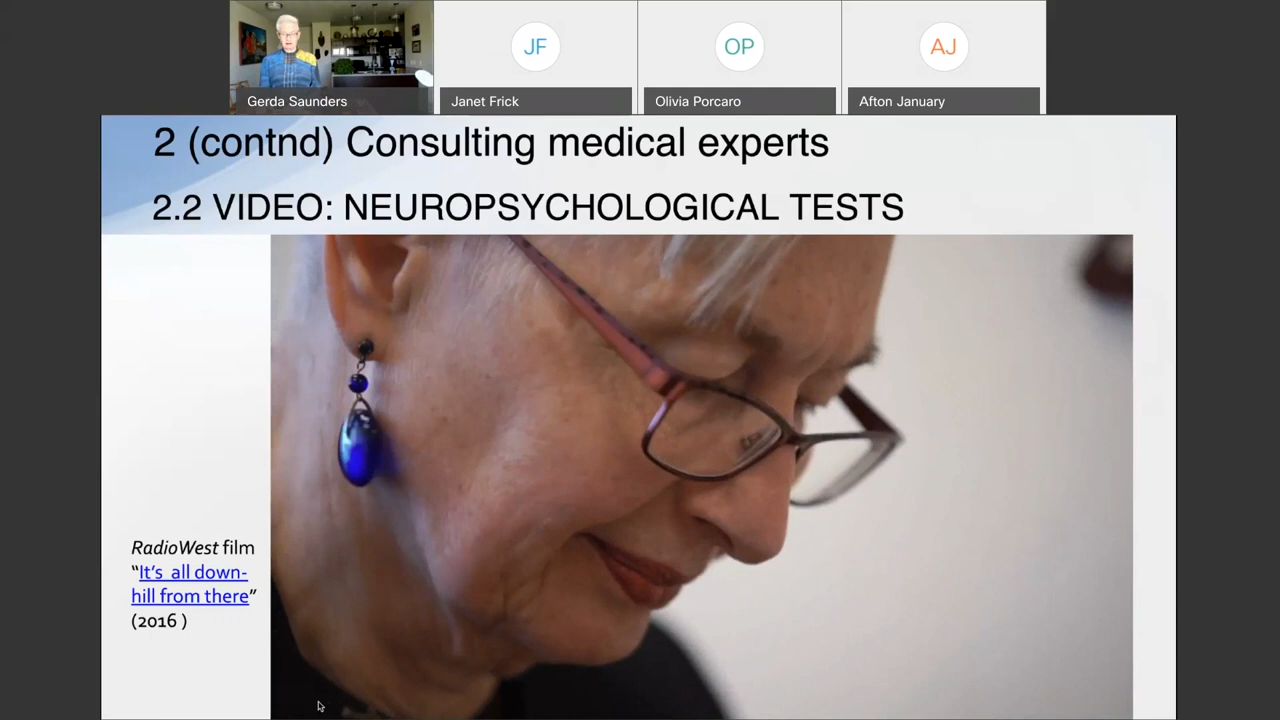 JF
OP
AJ
Gerda Saunders
Janet Frick
Olivia Porcaro
Afton January
2 (contnd) Consulting medical experts
2.2 VIDEO: NEUROPSYCHOLOGICAL TESTS
RadioWest film
“It’s all down-
hill from there”
(2016 )